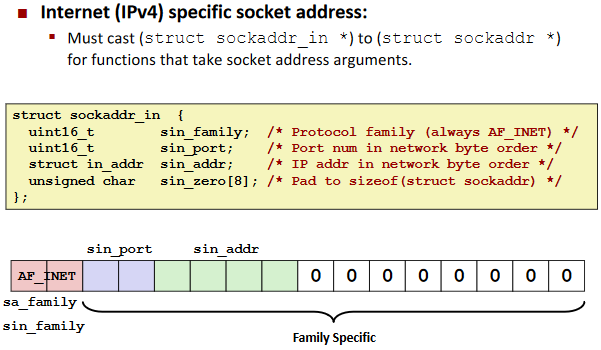 Internet (IPv4) specific socket address:
Must cast (struct sockaddr_in *) to (struct sockaddr *)
for functions that take socket address arguments.
struct sockaddr_in {
uint16_t sin_family; /* Protocol family (always AF_INET) */
uint16_t sin_port; /* Port num in network byte order */
struct in_addr sin_addr; /* IP addr in network byte order */
unsigned char sin_zero[8]; /* Pad to sizeof(struct sockaddr) */
};
sin_port sin_addr
AF_INET 0 0 0 0 0 0 0 0
sa_family
sin_family
Family Specific